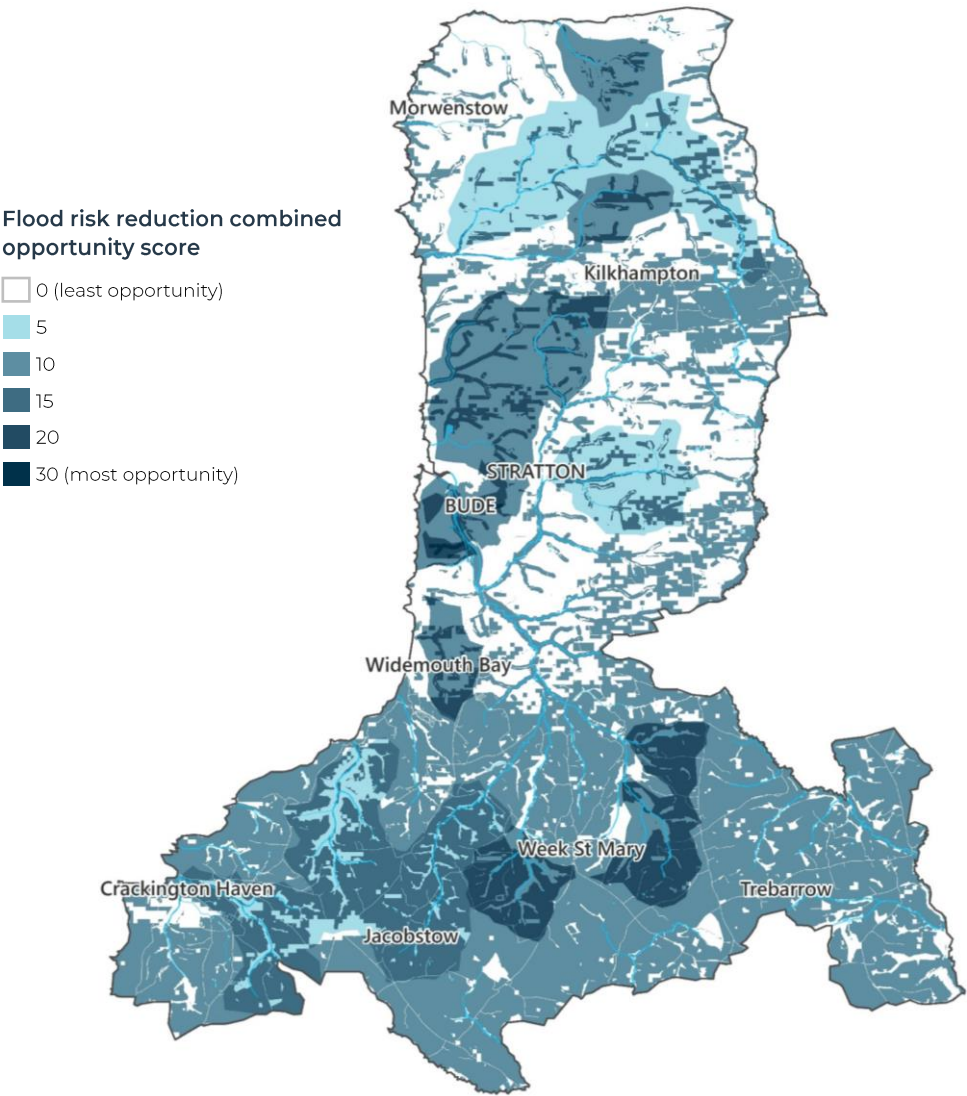 Morwenstow
Flood risk reduction combined
opportunity score
0 (least opportunity)
5
10
15
20
30 (most opportunity)
Kilkhampton
STRATTON
BUDE
Widemouth Bay
Week St Mary
Crackington Haven
Trebarrow
Jacobstow